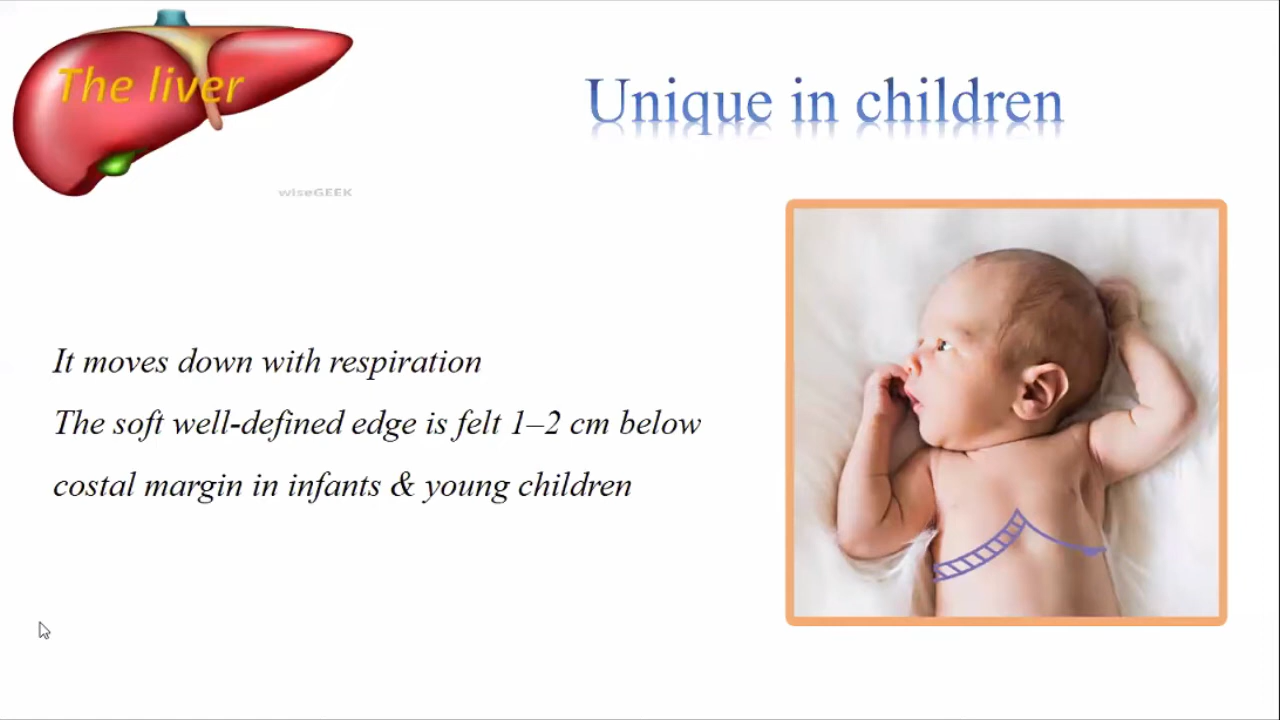 The liver
Unique in children
wiseGEEK
It moves down with respiration
The soft well-defined edge is felt 1–2 cm below
costal margin in infants & young children